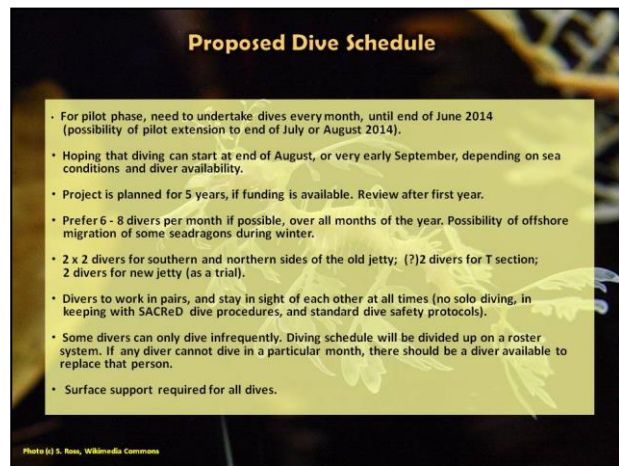 Proposed Dive Schedule
• For pilot phase, need to undertake dives every month, until end of June 2014
(possibility of pilot extension to end of July or August 2014).
• Hoping that diving can start at end of August, or very early September, depending on sea
conditions and diver availability.
• Project is planned for 5 years, if funding is available. Review after first year.
• Prefer 6 - 8 divers per month if possible, over all months of the year. Possibility of offshore
migration of some seadragons during winter.
• 2 x 2 divers for southern and northern sides of the old jetty; (?)2 divers for T section;
2 divers for new jetty (as a trial).
• Divers to work in pairs, and stay in sight of each other at all times (no solo diving, in
keeping with SACReD dive procedures, and standard dive safety protocols).
• Some divers can only dive infrequently. Diving schedule will be divided up on a roster
system. If any diver cannot dive in a particular month, there should be a diver available to
replace that person.
• Surface support required for all dives.
Photo (c) S. Ross, Wikimedia Commons